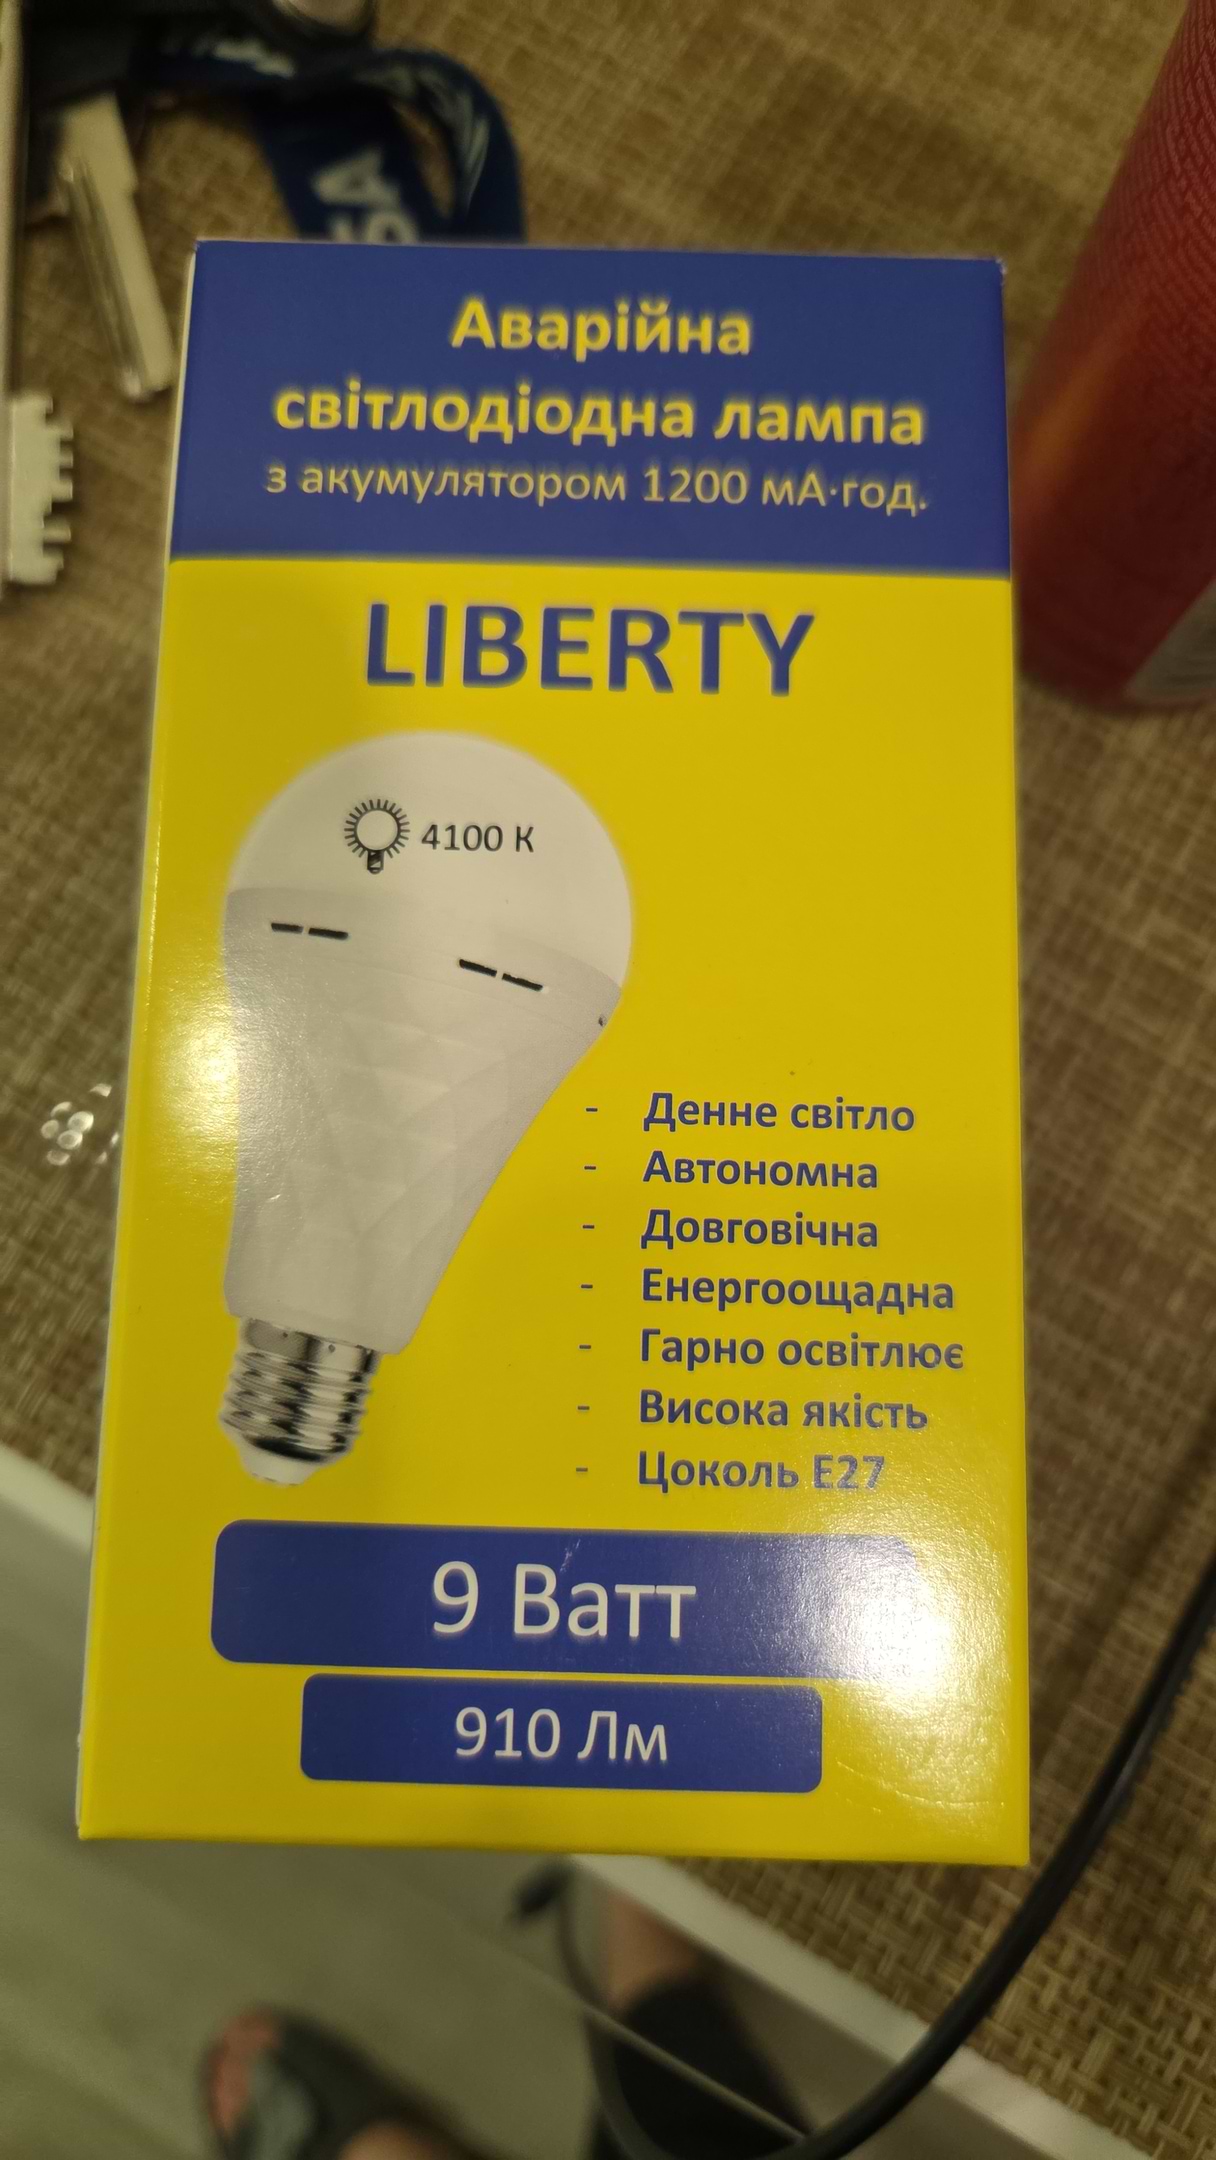 Аварійна
світлодіодна лампа
з акумулятором 1200 мА·год.
LIBERTY
4100 K
- Денне світло
- Автономна
- Довговічна
- Енергоощадна
- Гарно освітлює
- Висока якість
- Цоколь E27
9 Ватт
910 Лм